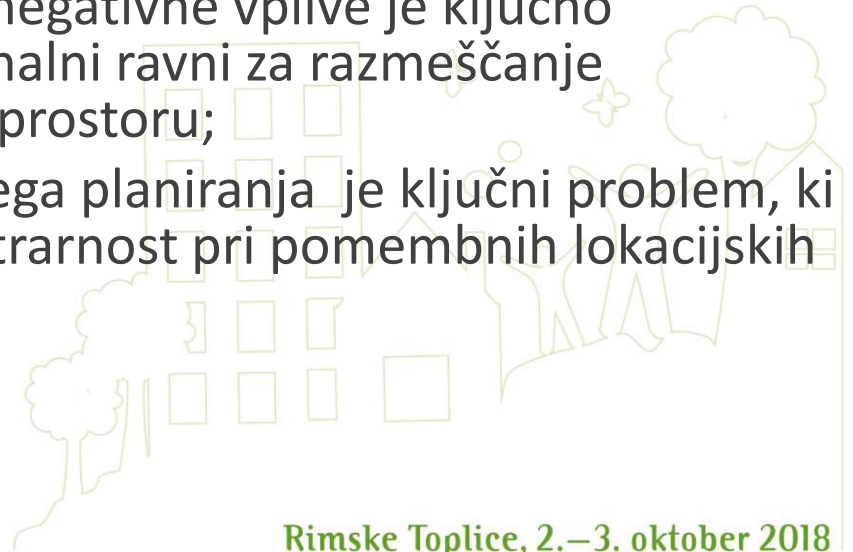 negativne vplive je ključno
nalni ravni za razmeščanje
prostoru;
ega planiranja je ključni problem, ki
trarnost pri pomembnih lokacijskih
Rimske Toplice, 2.–3. oktober 2018